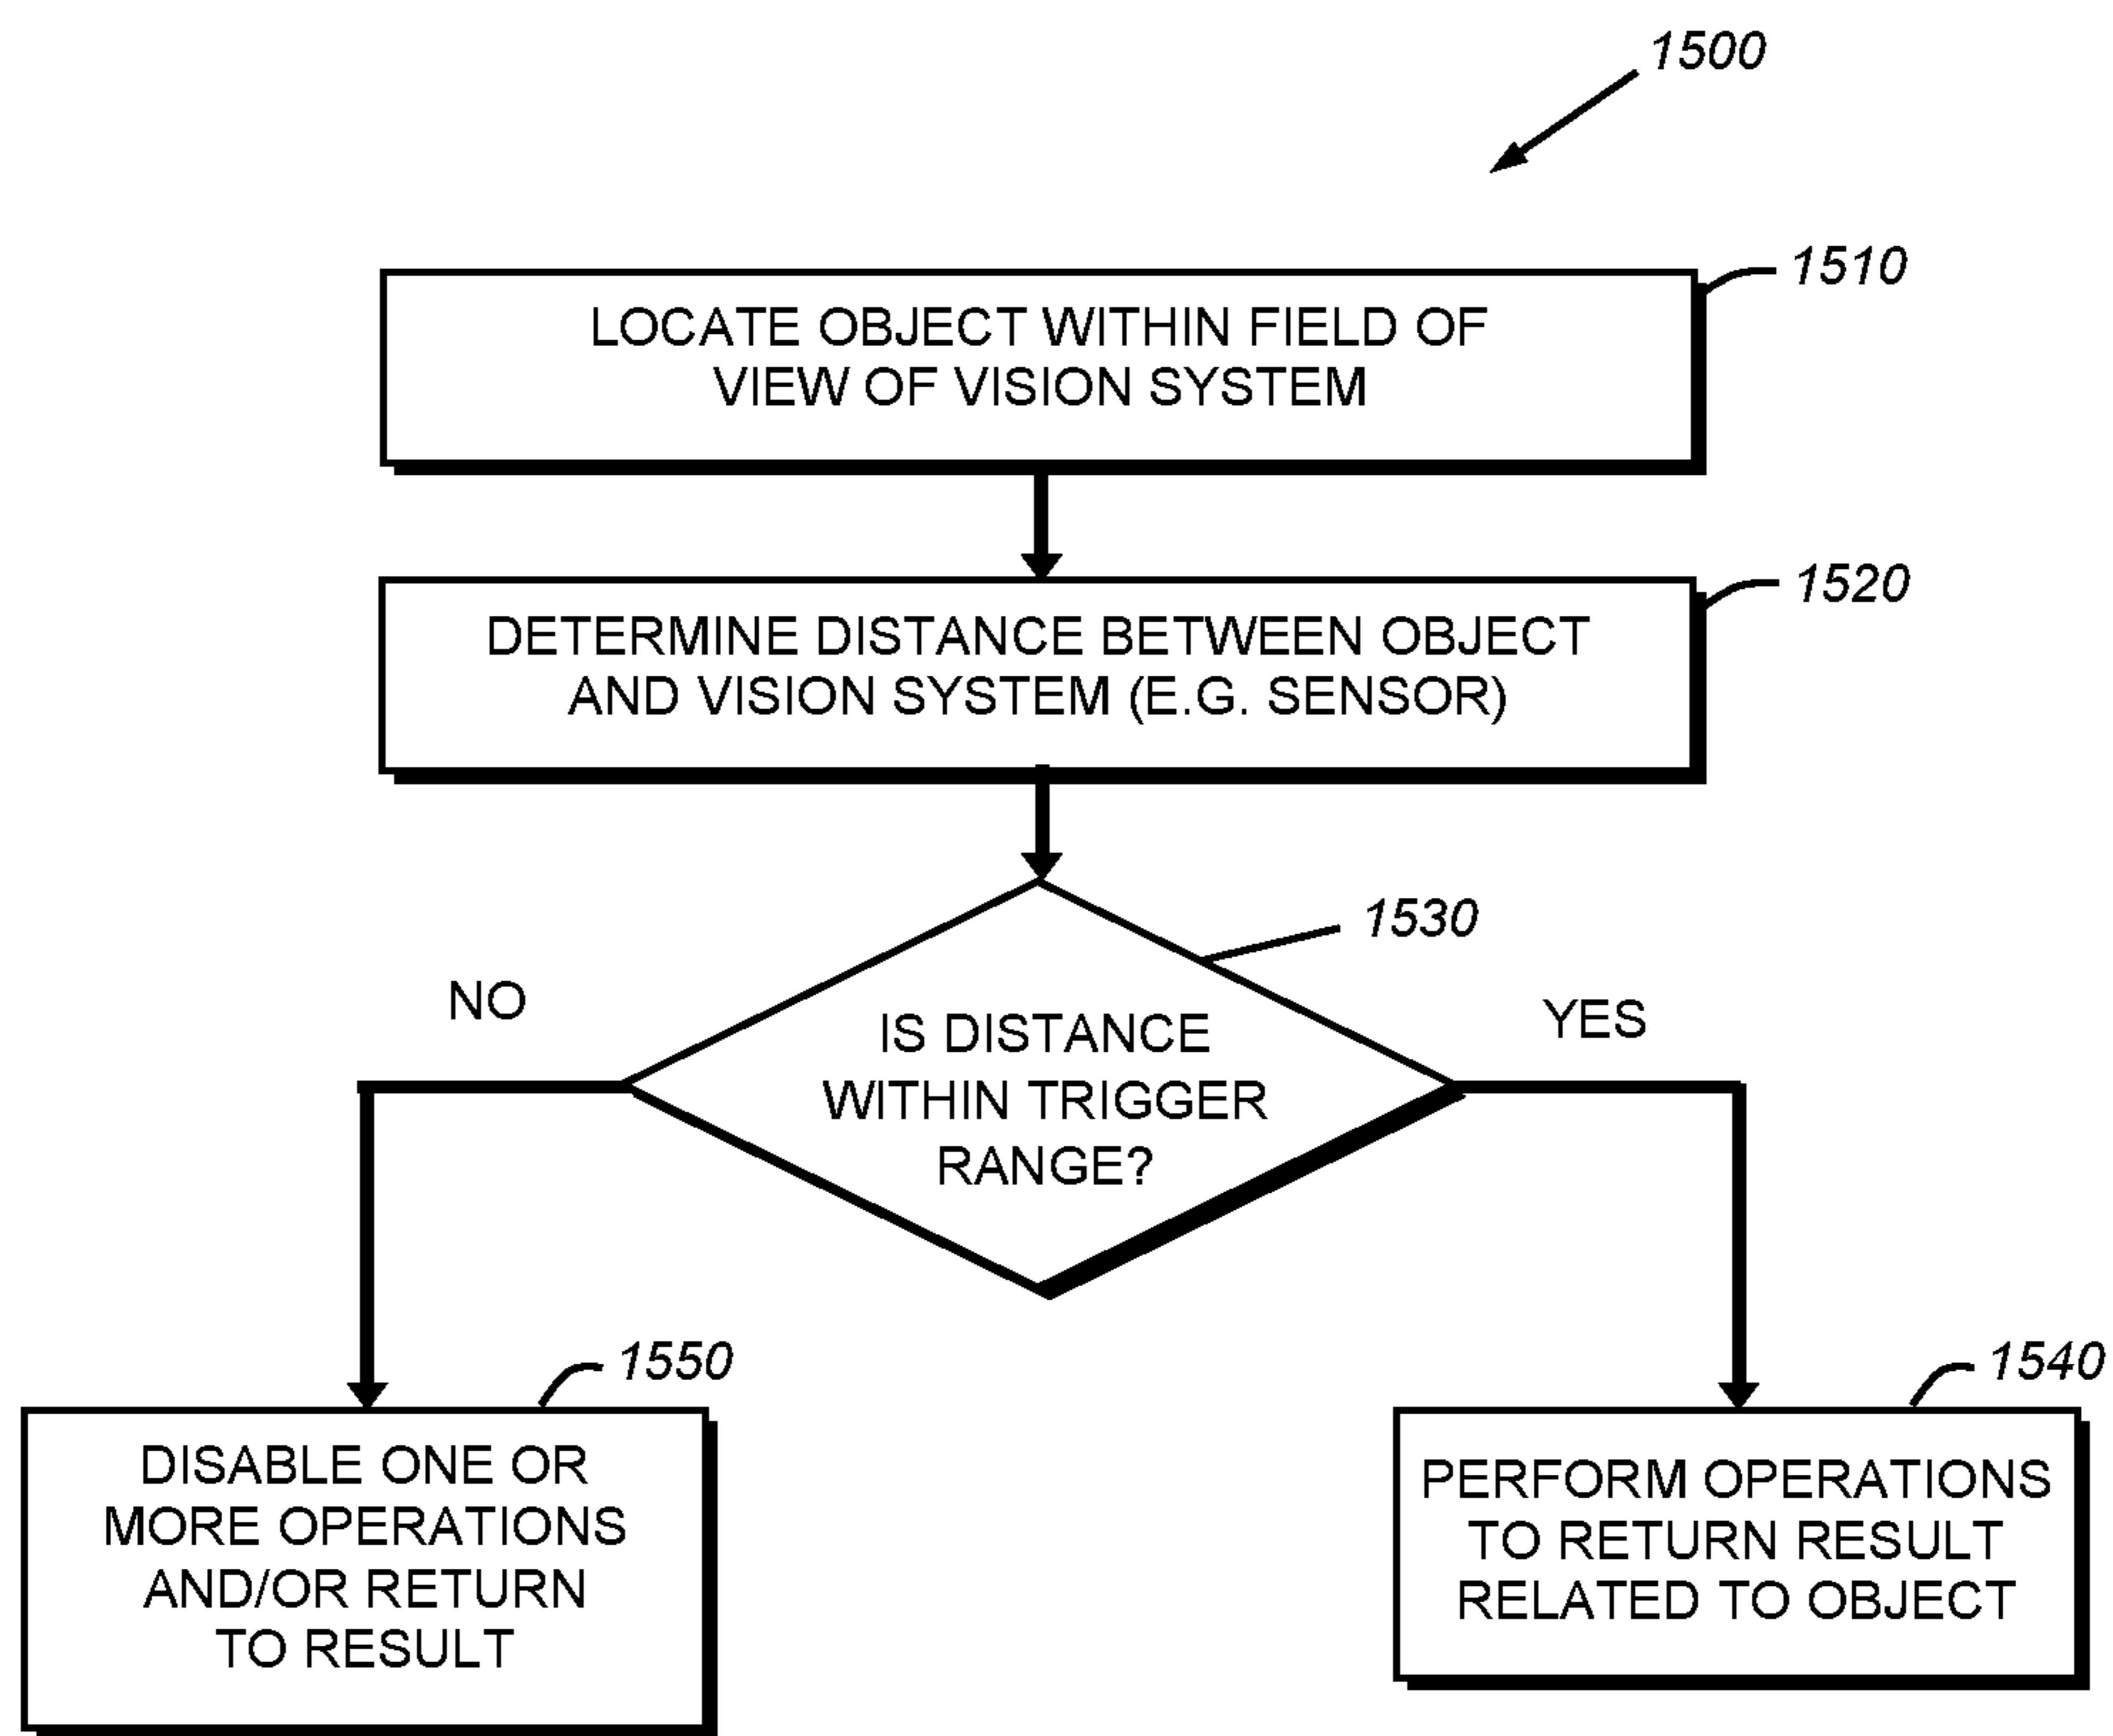 1500
1510
LOCATE OBJECT WITHIN FIELD OF
VIEW OF VISION SYSTEM
1520
DETERMINE DISTANCE BETWEEN OBJECT
AND VISION SYSTEM (E.G. SENSOR)
1530
NO
YES
IS DISTANCE
WITHIN TRIGGER
RANGE?
1550
DISABLE ONE OR
MORE OPERATIONS
AND/OR RETURN
TO RESULT
1540
PERFORM OPERATIONS
TO RETURN RESULT
RELATED TO OBJECT